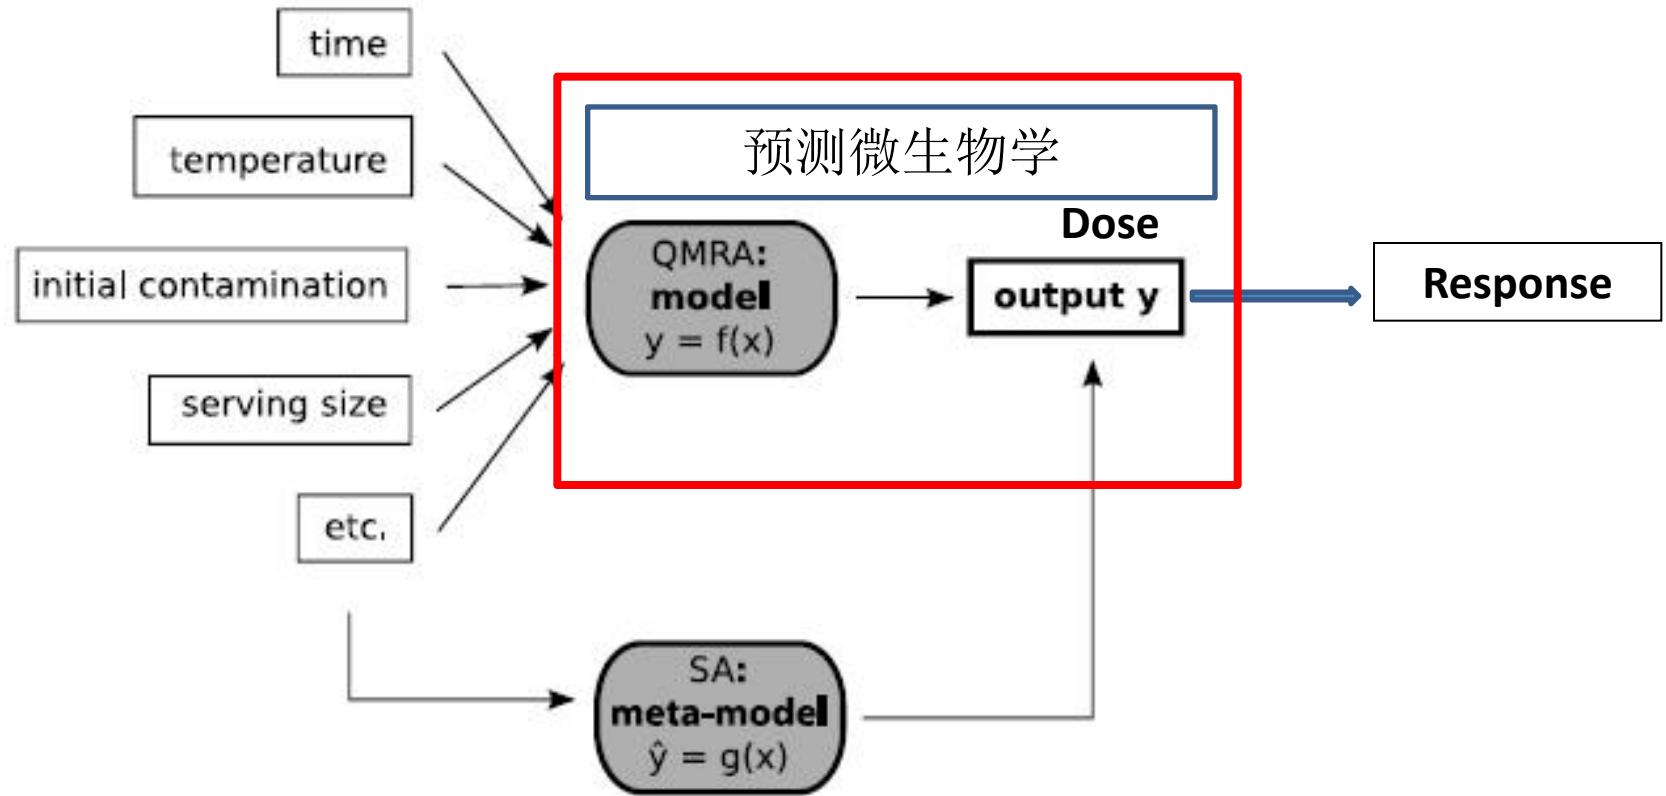 time
temperature
initial contamination
serving size
etc.
预测微生物学
QMRA:
model
y = f(x)
Dose
output y
Response
SA:
meta-model
ŷ = g(x)